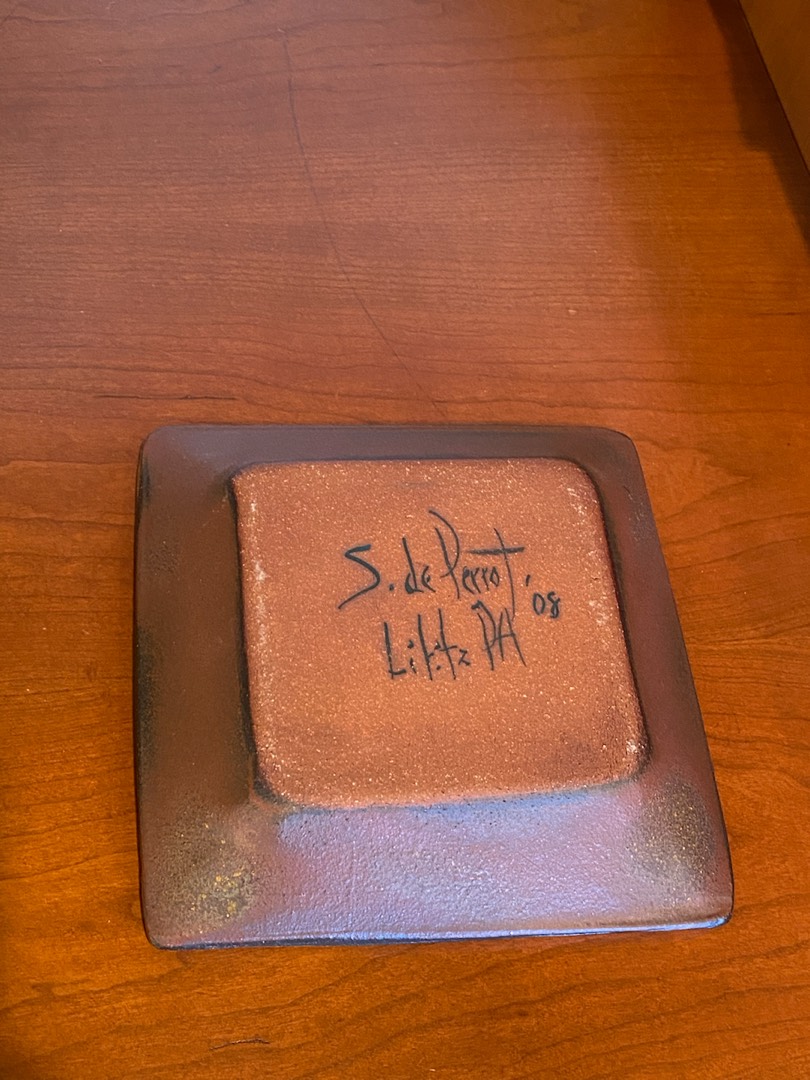 S. de Perrot, '08
Lititz PA